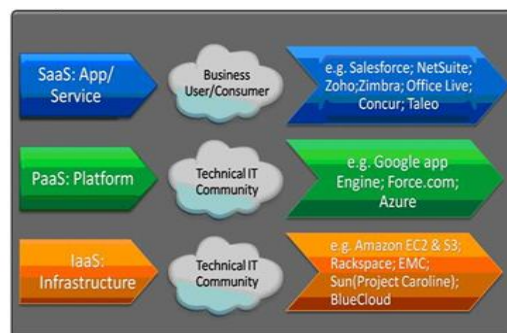 SaaS: App/
Service
Business
User/Consumer
e.g. Salesforce; NetSuite;
Zoho;Zimbra; Office Live;
Concur; Taleo
PaaS: Platform
Technical IT
Community
e.g. Google app
Engine; Force.com;
Azure
IaaS:
Infrastructure
Technical IT
Community
e.g. Amazon EC2 & S3;
Rackspace; EMC;
Sun(Project Caroline);
BlueCloud